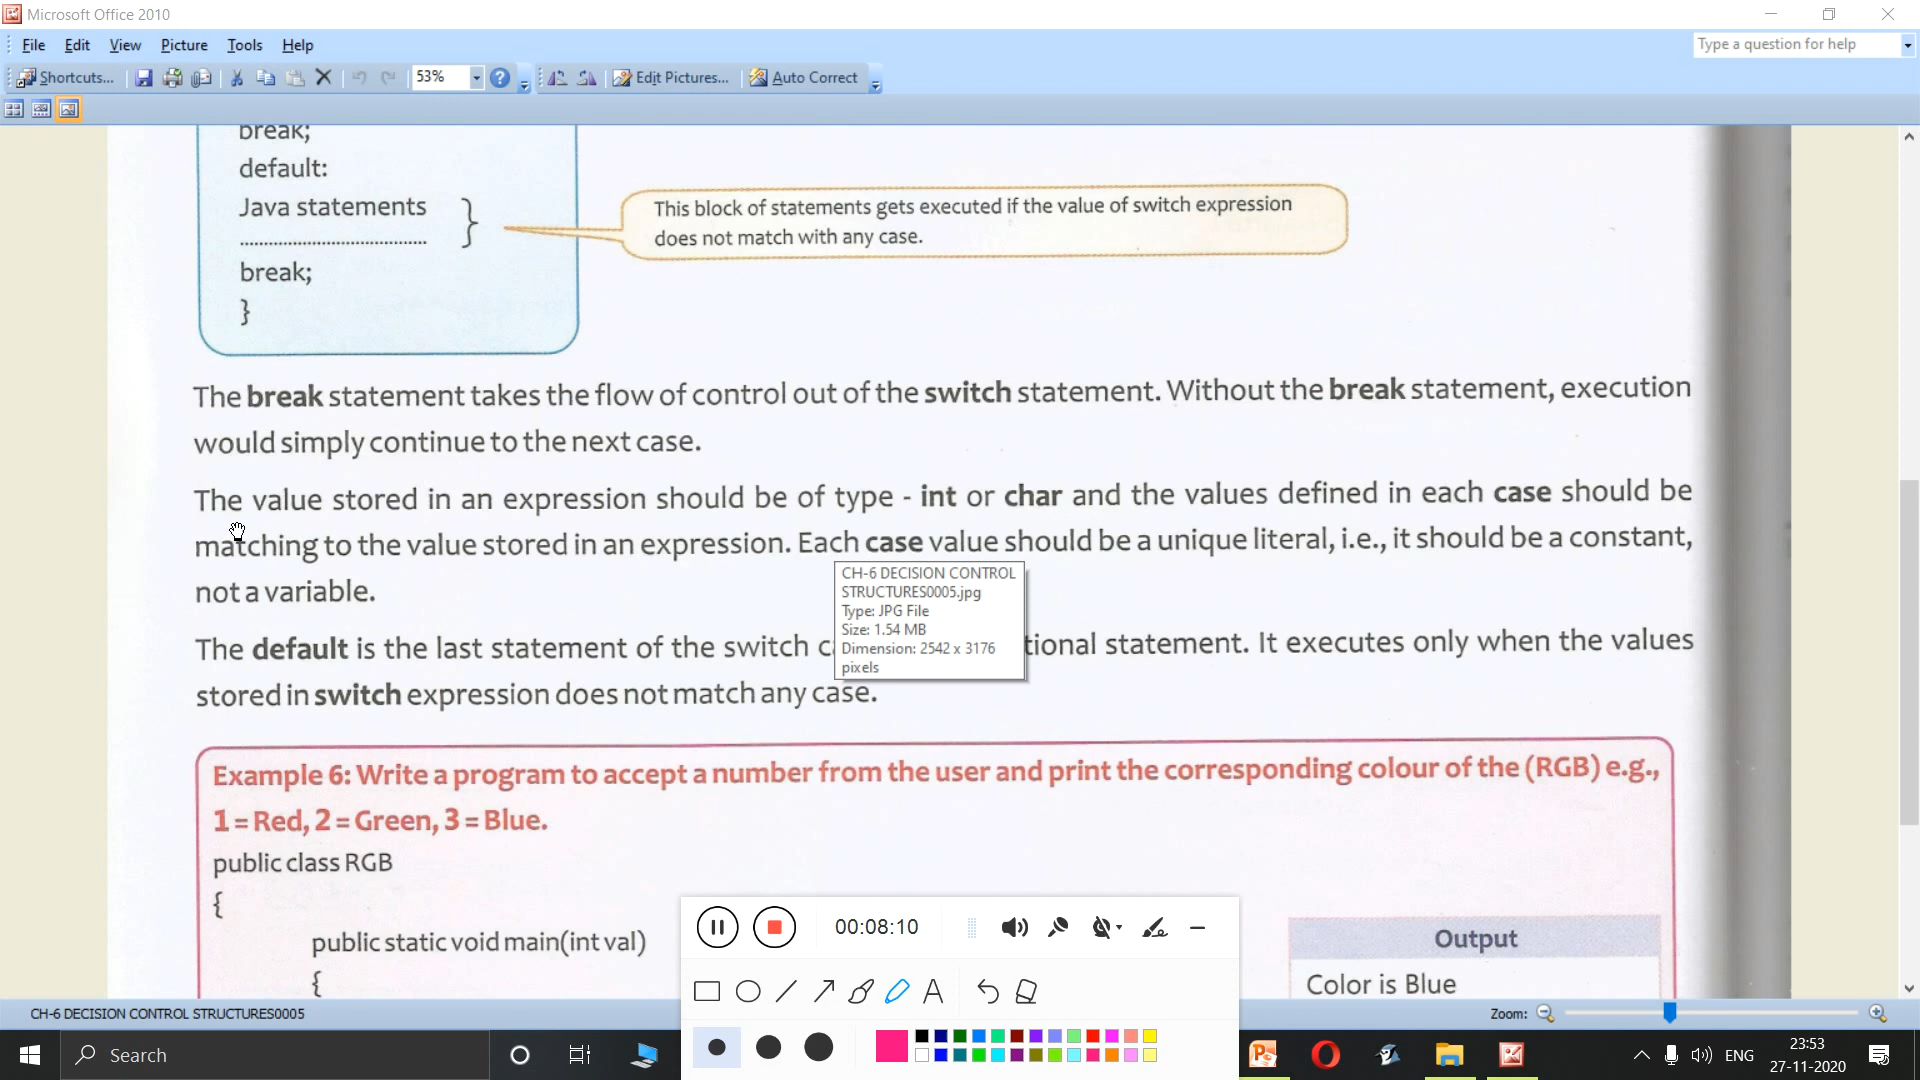 Microsoft Office 2010
File Edit View Picture Tools Help
Type a question for help
Shortcuts... 53% Edit Pictures... Auto Correct
break;
default:
Java statements
.......................................
break;
}
This block of statements gets executed if the value of switch expression
does not match with any case.
The break statement takes the flow of control out of the switch statement. Without the break statement, execution
would simply continue to the next case.
The value stored in an expression should be of type - int or char and the values defined in each case should be
matching to the value stored in an expression. Each case value should be a unique literal, i.e., it should be a constant,
not a variable.
CH-6 DECISION CONTROL
STRUCTURES0005.jpg
Type: JPG File
Size: 1.54 MB
Dimension: 2542 x 3176
pixels
The default is the last statement of the switch tional statement. It executes only when the values
stored in switch expression does not match any case.
Example 6: Write a program to accept a number from the user and print the corresponding colour of the (RGB) e.g.,
1 = Red, 2 = Green, 3 = Blue.
public class RGB
{
public static void main(int val)
{
Output
Color is Blue
00:08:10
CH-6 DECISION CONTROL STRUCTURES0005
Zoom:
Search
ENG
23:53
27-11-2020